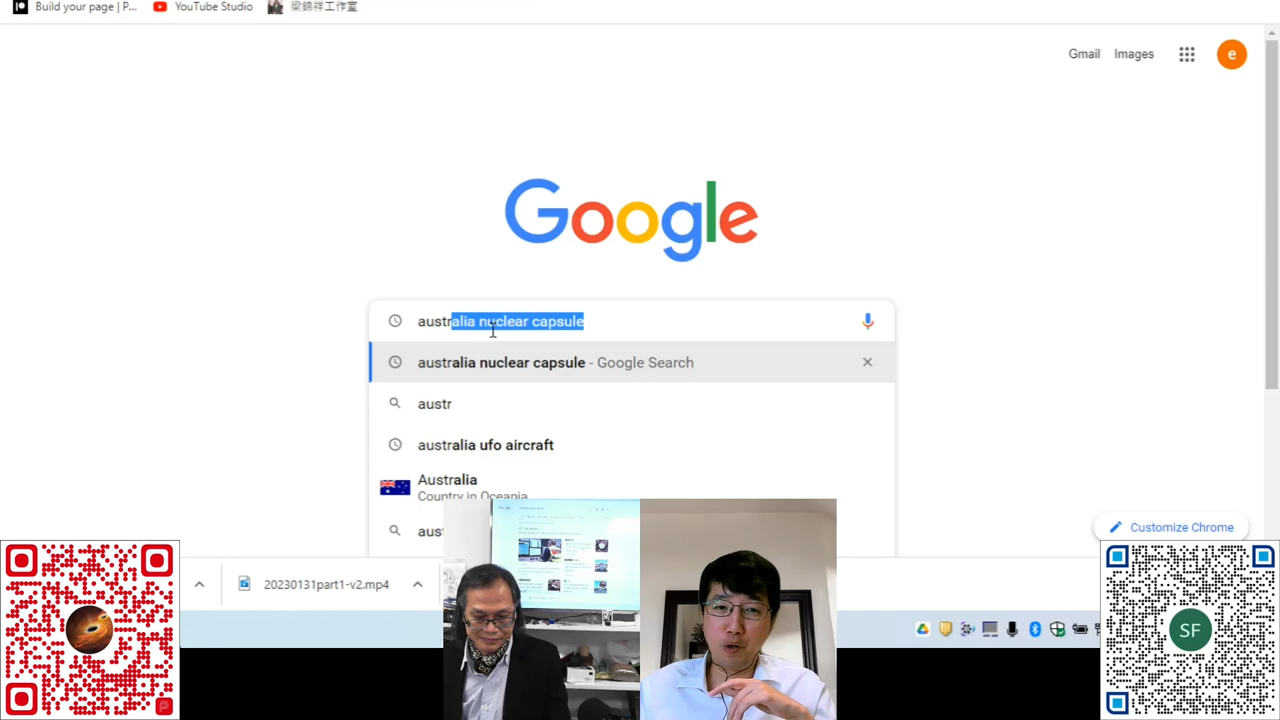 Build your page | P...
YouTube Studio
梁錦祥工作室
Gmail
Images
e
Google
australia nuclear capsule
australia nuclear capsule - Google Search
austr
australia ufo aircraft
Australia
Country in Oceania
aus
Customize Chrome
20230131part1-v2.mp4
SF